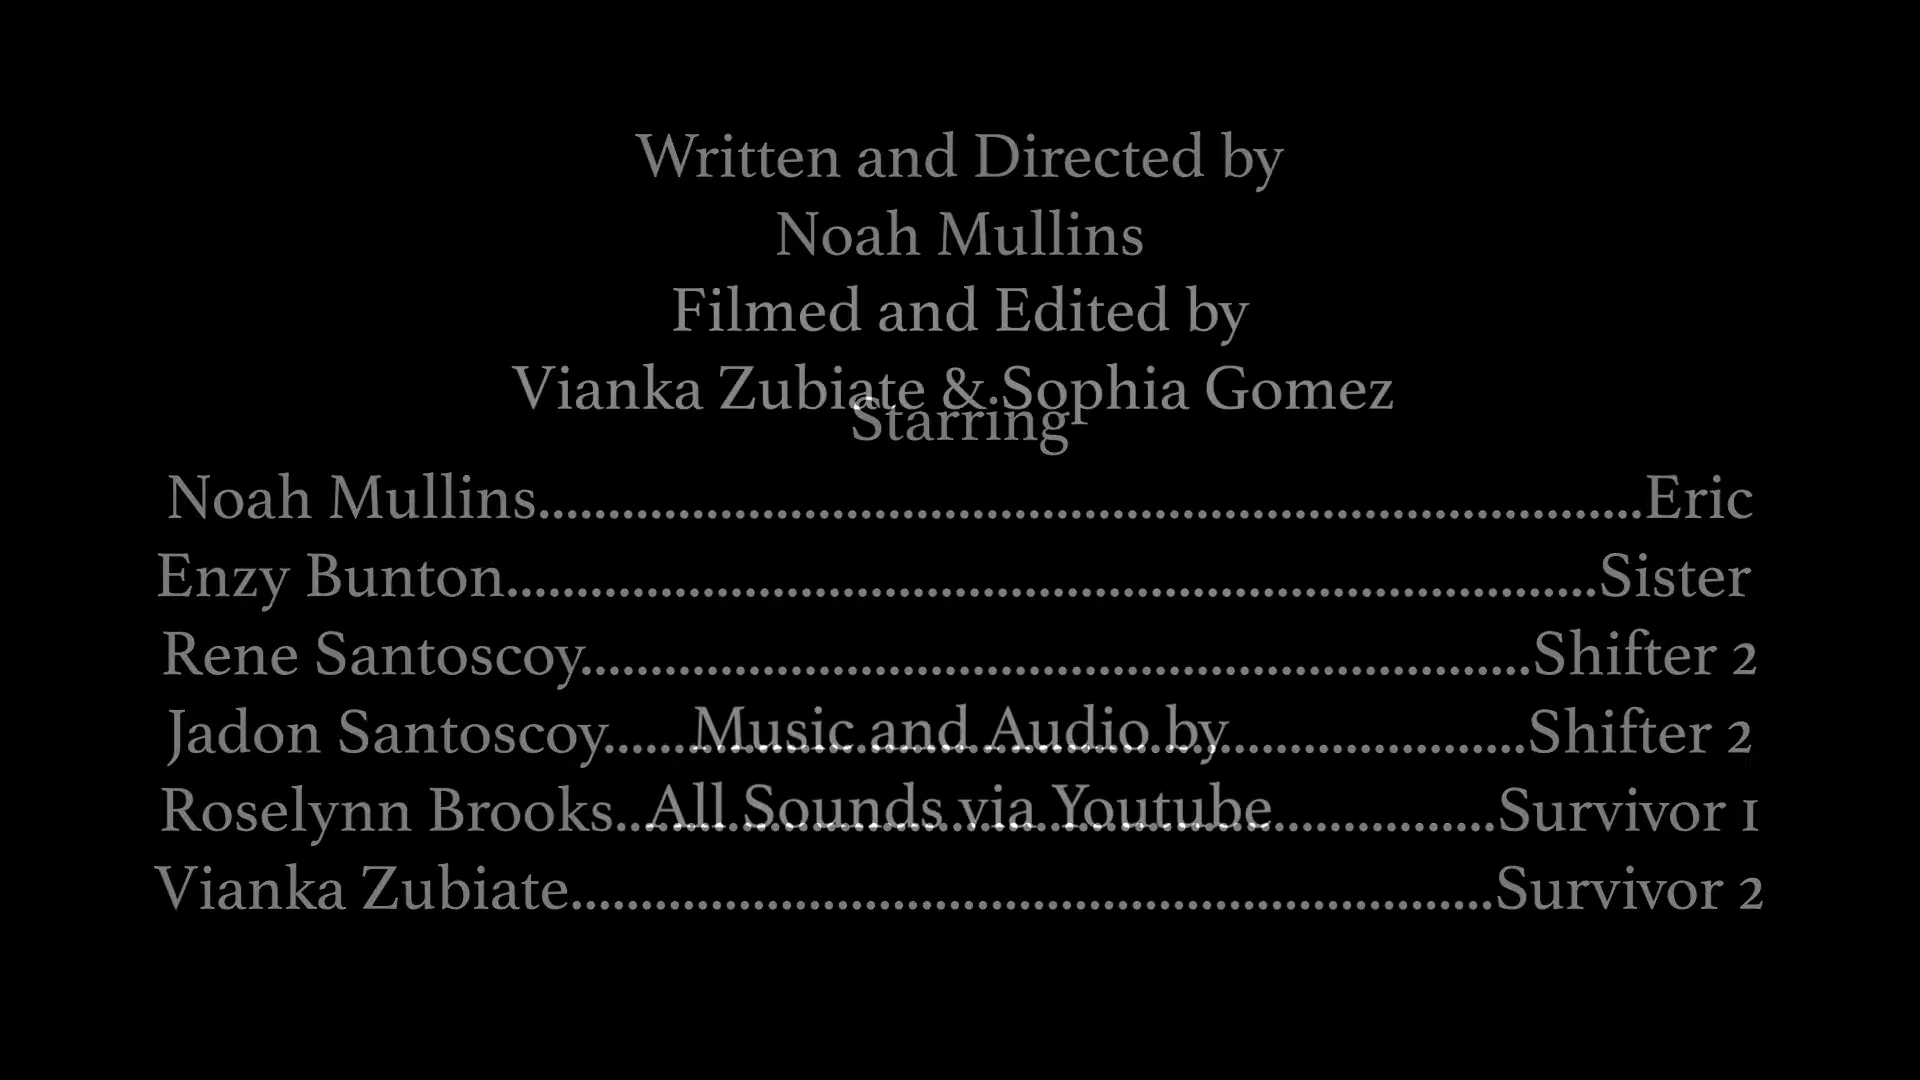 Written and Directed by
Noah Mullins
Filmed and Edited by
Vianka Zubiate & Sophia Gomez
Starring
Noah Mullins...............................................................................Eric
Enzy Bunton..............................................................................Sister
Rene Santoscoy....................................................................Shifter 2
Jadon Santoscoy..................................................................Shifter 2
Music and Audio by
Roselynn Brooks...............................................................Survivor 1
All Sounds via Youtube
Vianka Zubiate..................................................................Survivor 2